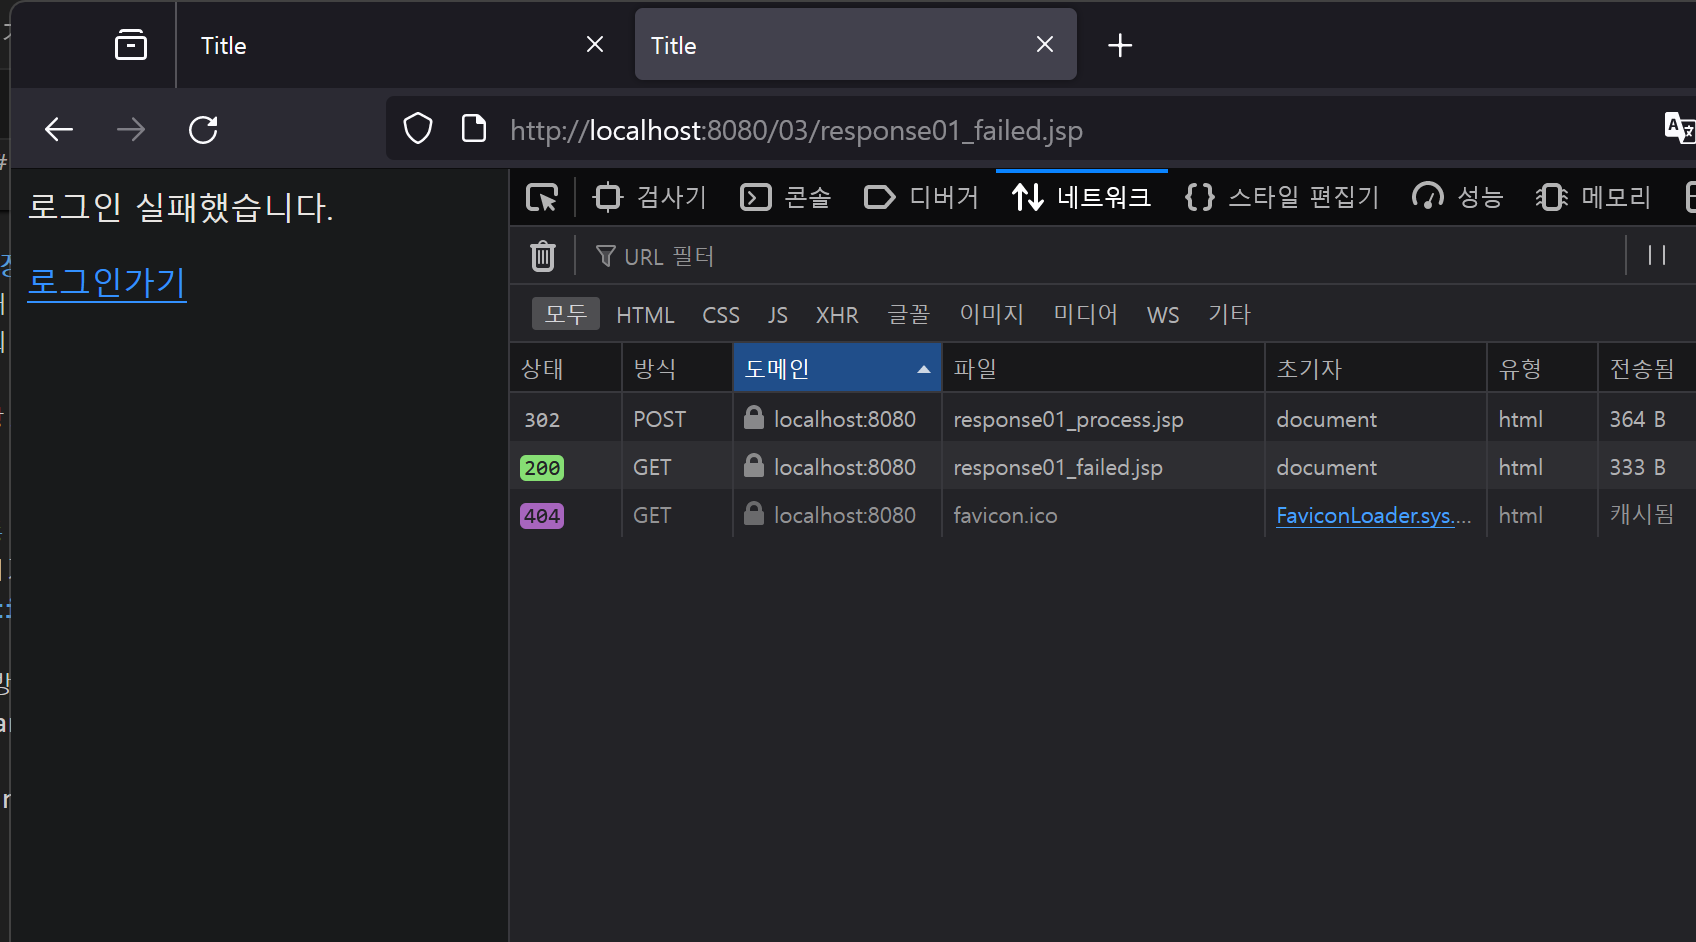 Title
Title
http://localhost:8080/03/response01_failed.jsp
로그인 실패했습니다.
로그인가기
검사기 콘솔 디버거 네트워크 스타일 편집기 성능 메모리
URL 필터
모두 HTML CSS JS XHR 글꼴 이미지 미디어 WS 기타
상태 방식 도메인 파일 초기자 유형 전송됨
302 POST localhost:8080 response01_process.jsp document html 364 B
200 GET localhost:8080 response01_failed.jsp document html 333 B
404 GET localhost:8080 favicon.ico FaviconLoader.sys.… html 캐시됨